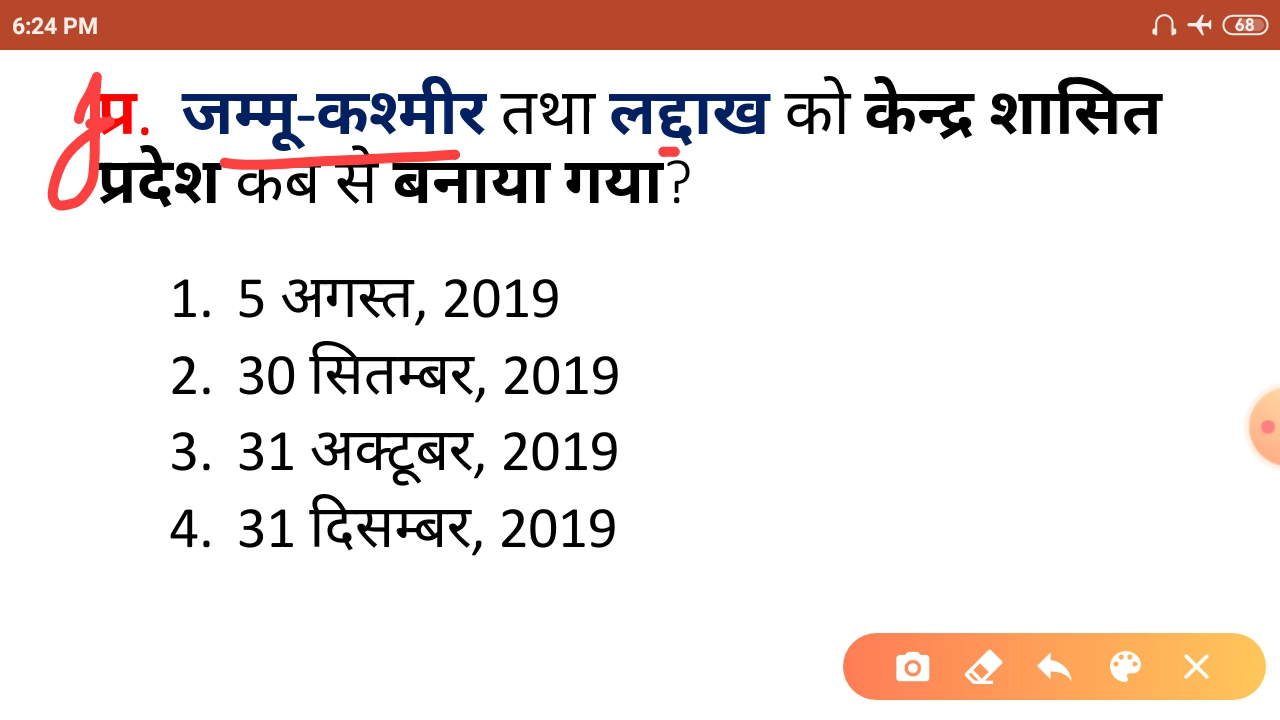 6:24 PM
68
प्र. जम्मू-कश्मीर तथा लद्दाख को केन्द्र शासित
प्रदेश कब से बनाया गया?
1. 5 अगस्त, 2019
2. 30 सितम्बर, 2019
3. 31 अक्टूबर, 2019
4. 31 दिसम्बर, 2019